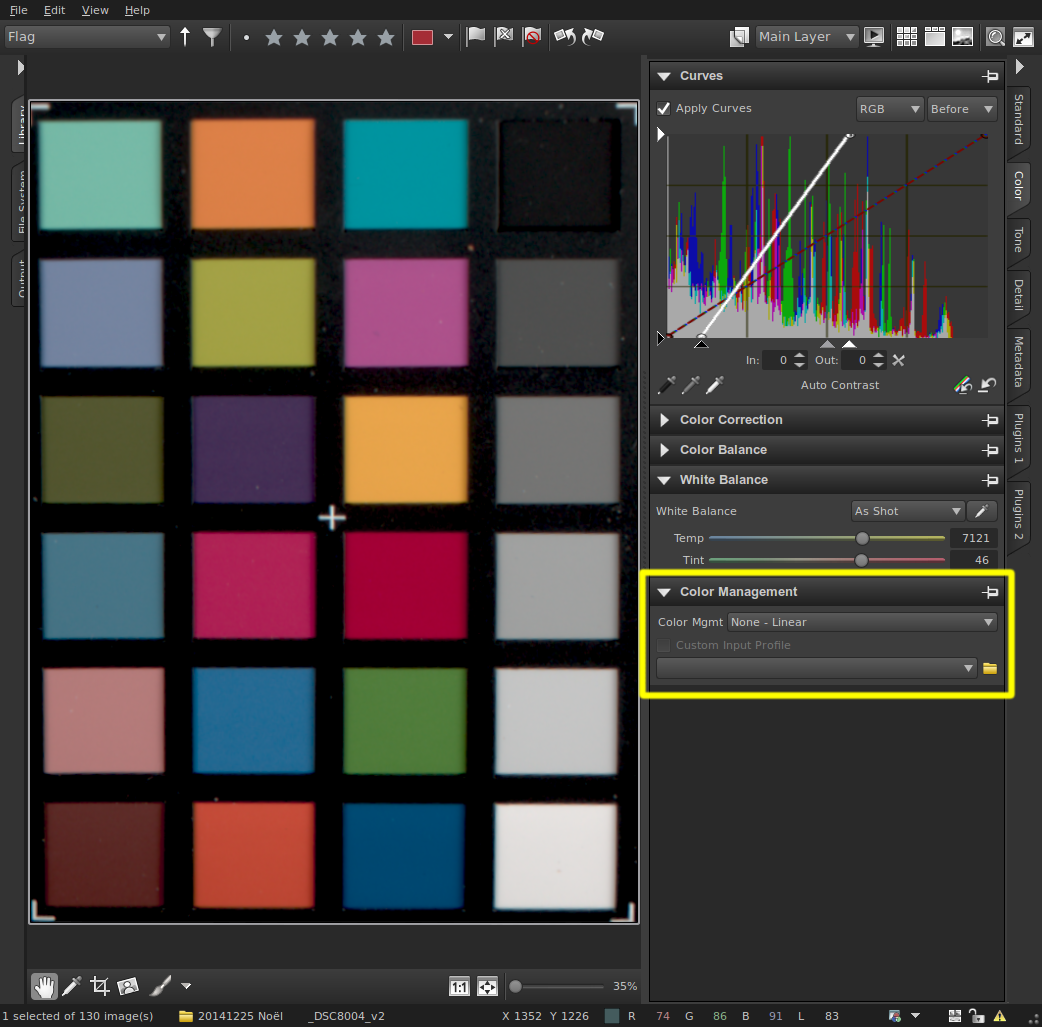 File Edit View Help
Flag Main Layer
Library
File System
Output
Curves
Apply Curves RGB Before
In: 0 Out: 0
Auto Contrast
Color Correction
Color Balance
White Balance
White Balance As Shot
Temp 7121
Tint 46
Color Management
Color Mgmt None - Linear
Custom Input Profile
Standard
Color
Tone
Detail
Metadata
Plugins 1
Plugins 2
1:1 35%
1 selected of 130 image(s) 20141225 Noël _DSC8004_v2 X 1352 Y 1226 R 74 G 86 B 91 L 83